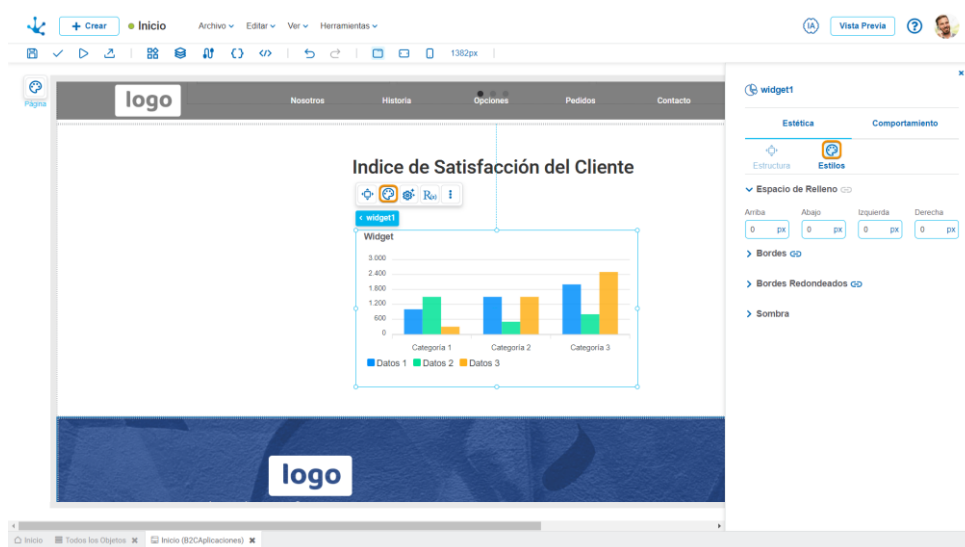 + Crear
Inicio
Archivo
Editar
Ver
Herramientas
IA
Vista Previa
?
1382px
Página
logo
Nosotros
Historia
Opciones
Pedidos
Contacto
Indice de Satisfacción del Cliente
R(x)
widget1
Widget
3.000
2.400
1.800
1.200
600
0
Categoría 1
Categoría 2
Categoría 3
Datos 1
Datos 2
Datos 3
logo
widget1
Estética
Comportamiento
Estructura
Estilos
Espacio de Relleno
Arriba
Abajo
Izquierda
Derecha
0 px
0 px
0 px
0 px
Bordes
Bordes Redondeados
Sombra
Inicio
Todos los Objetos
Inicio (B2CAplicaciones)